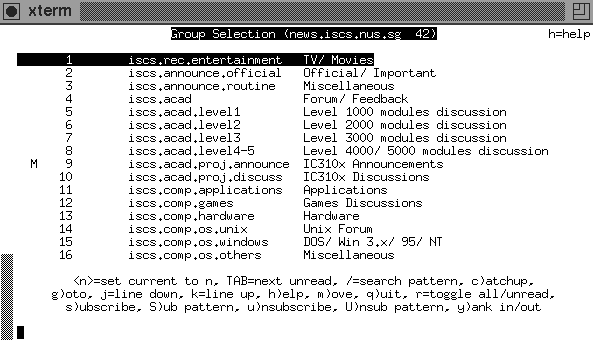 xterm
Group Selection (news.iscs.nus.sg 42) h=help
1 iscs.rec.entertainment TV/ Movies
2 iscs.announce.official Official/ Important
3 iscs.announce.routine Miscellaneous
4 iscs.acad Forum/ Feedback
5 iscs.acad.level1 Level 1000 modules discussion
6 iscs.acad.level2 Level 2000 modules discussion
7 iscs.acad.level3 Level 3000 modules discussion
8 iscs.acad.level4-5 Level 4000/ 5000 modules discussion
M 9 iscs.acad.proj.announce IC310x Announcements
10 iscs.acad.proj.discuss IC310x Discussions
11 iscs.comp.applications Applications
12 iscs.comp.games Games Discussions
13 iscs.comp.hardware Hardware
14 iscs.comp.os.unix Unix Forum
15 iscs.comp.os.windows DOS/ Win 3.x/ 95/ NT
16 iscs.comp.os.others Miscellaneous
<n>=set current to n, TAB=next unread, /=search pattern, c)atchup,
g)oto, j=line down, k=line up, h)elp, m)ove, q)uit, r=toggle all/unread,
s)ubscribe, S)ub pattern, u)nsubscribe, U)nsub pattern, y)ank in/out